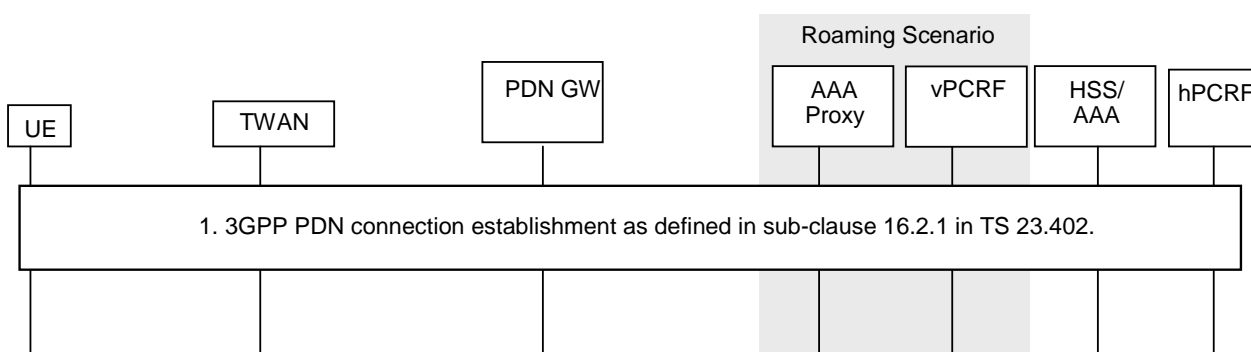 Roaming Scenario
UE
TWAN
PDN GW
AAA
Proxy
vPCRF
HSS/
AAA
hPCRF
1. 3GPP PDN connection establishment as defined in sub-clause 16.2.1 in TS 23.402.